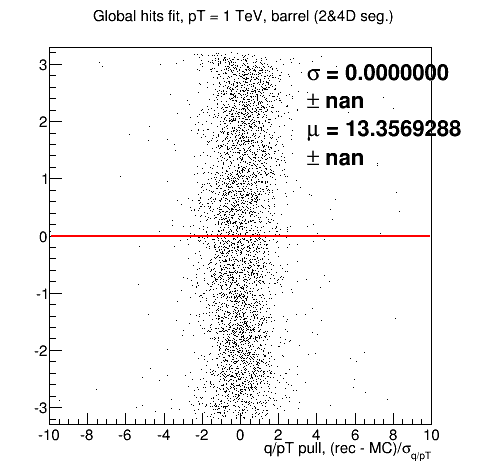 Global hits fit, pT = 1 TeV, barrel (2&4D seg.)
σ = 0.0000000
± nan
μ = 13.3569288
± nan
3
2
1
0
-1
-2
-3
-10 -8 -6 -4 -2 0 2 4 6 8 10
q/pT pull, (rec - MC)/σq/pT